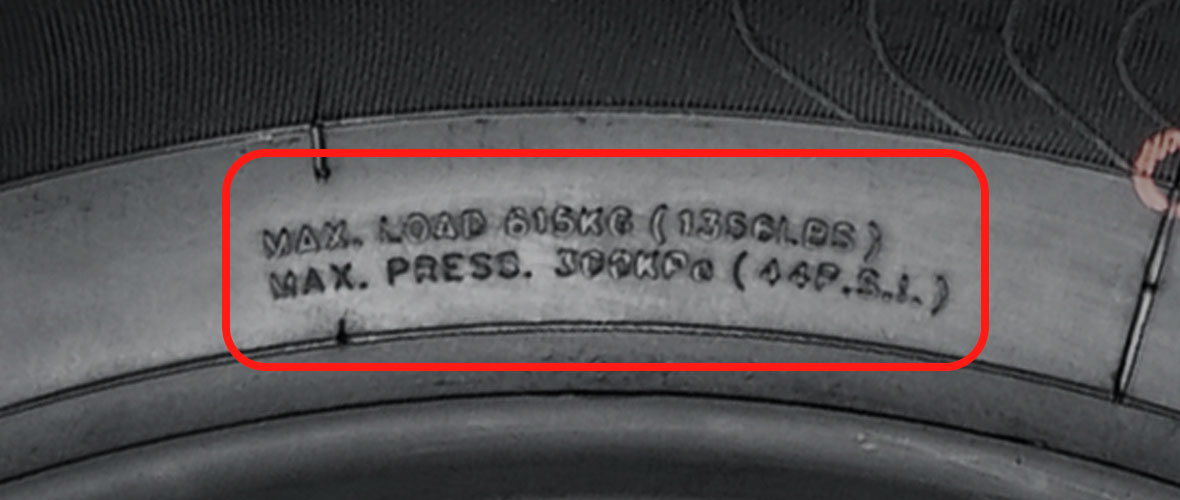 MAX. LOAD 615KG (1356LBS)
MAX. PRESS. 300KPa (44P.S.I.)